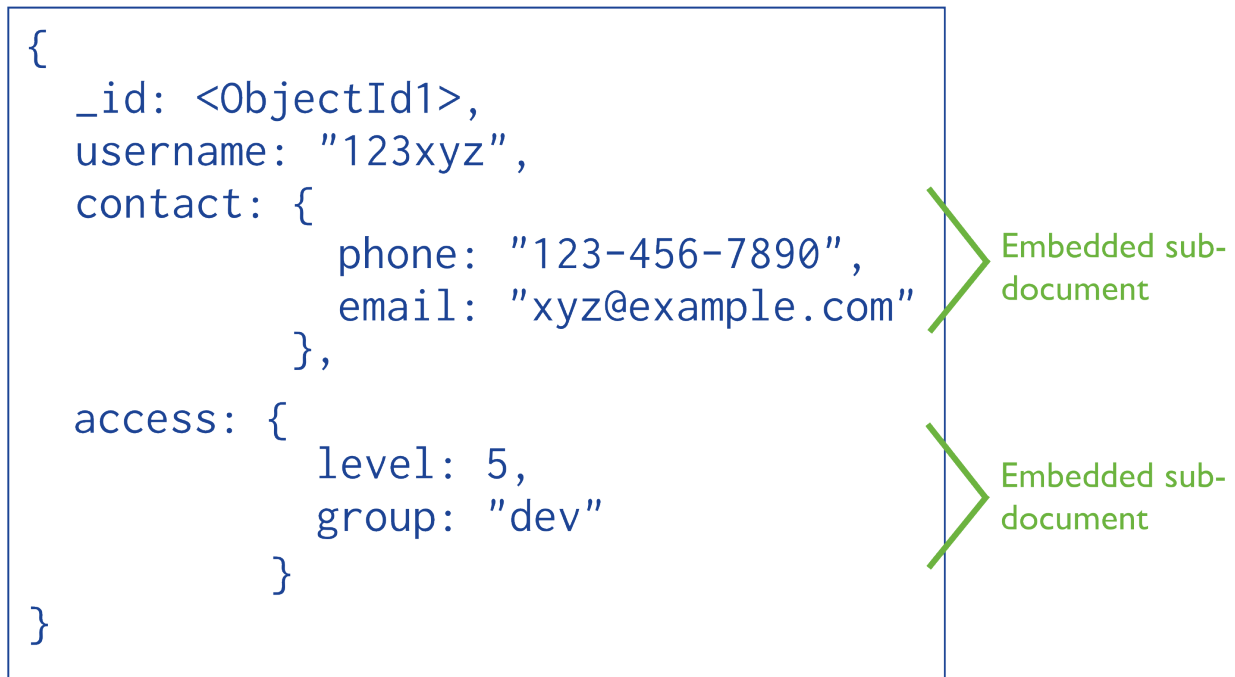 {
_id: <ObjectId1>,
username: "123xyz",
contact: {
phone: "123-456-7890",
email: "xyz@example.com"
},
Embedded sub-
document
access: {
level: 5,
group: "dev"
}
Embedded sub-
document
}